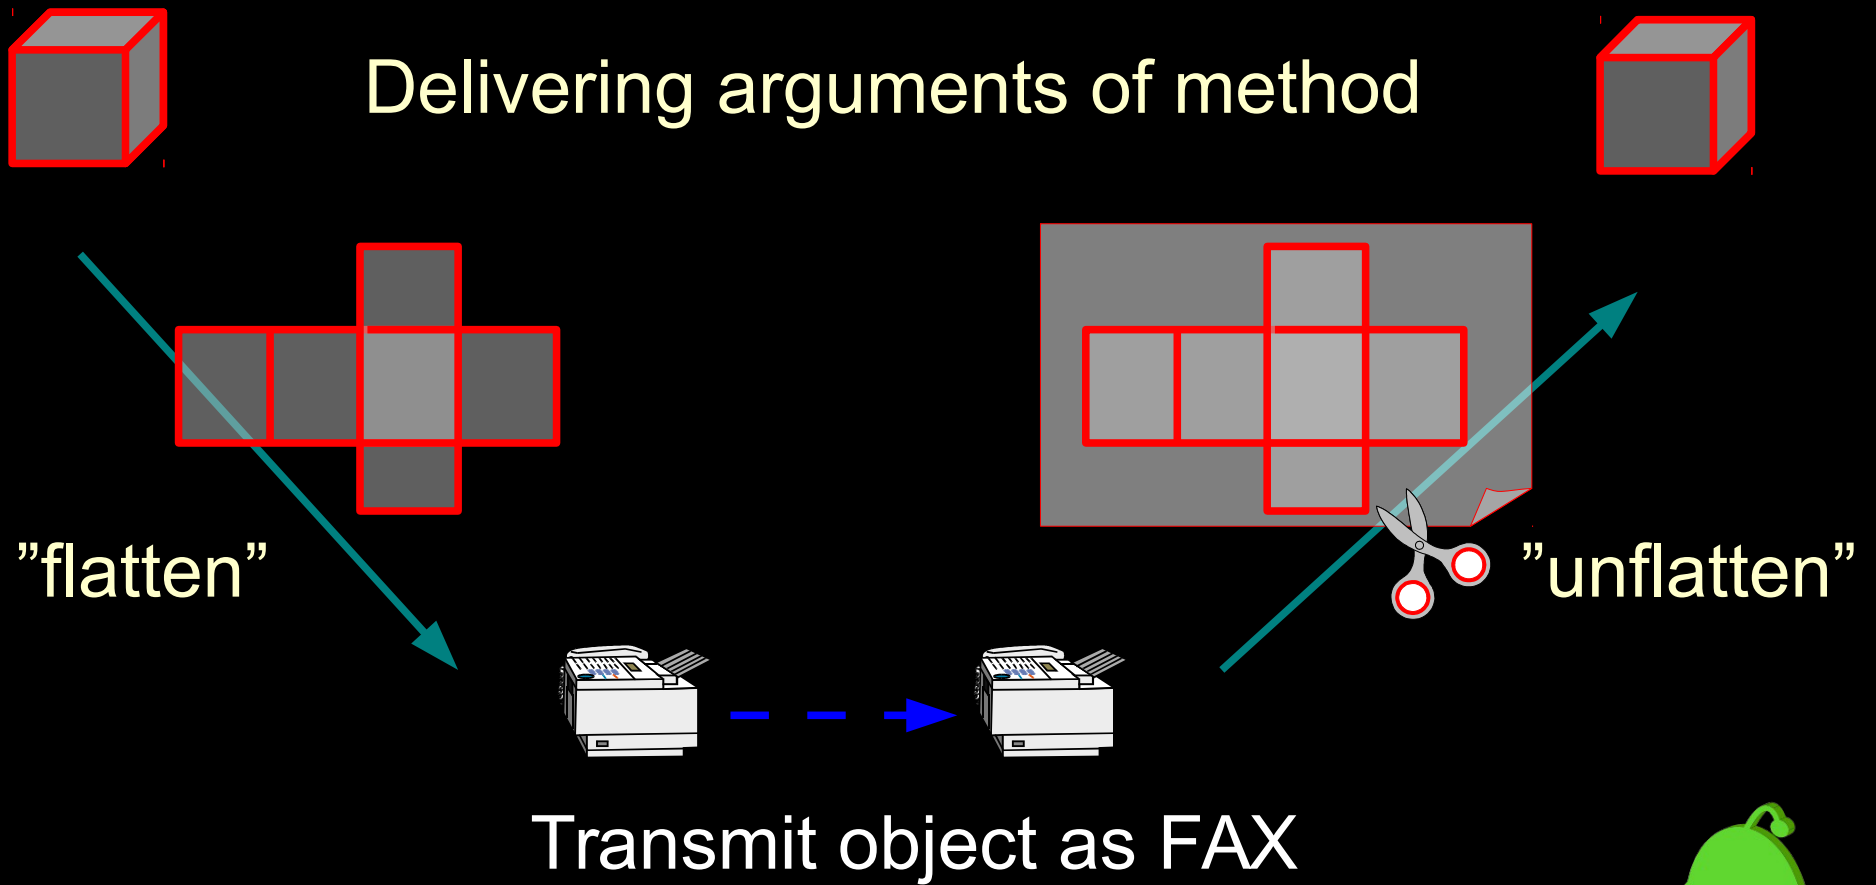 Delivering arguments of method
”flatten”
”unflatten”
Transmit object as FAX